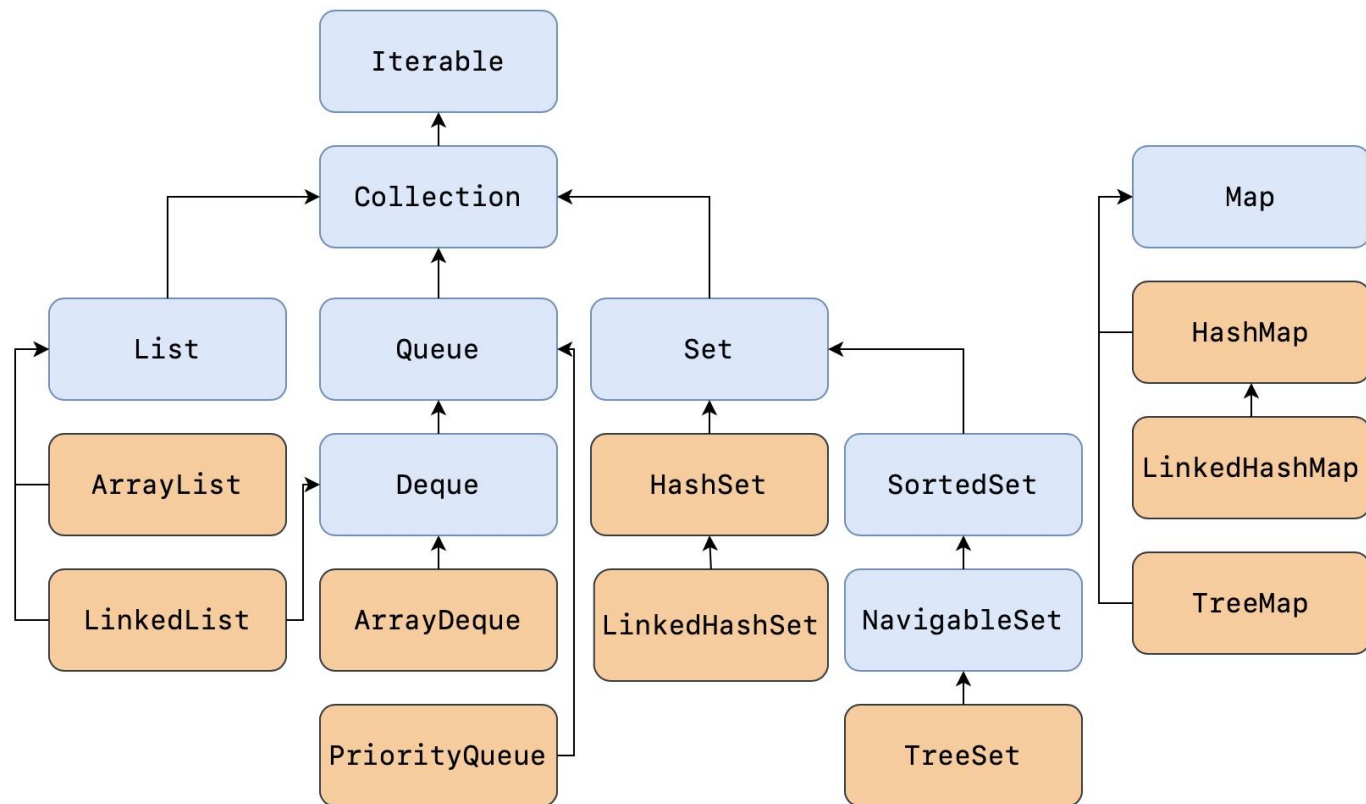 Iterable
Collection
Map
List
Queue
Set
HashMap
ArrayList
Deque
HashSet
SortedSet
LinkedHashMap
LinkedList
ArrayDeque
LinkedHashSet
NavigableSet
TreeMap
PriorityQueue
TreeSet